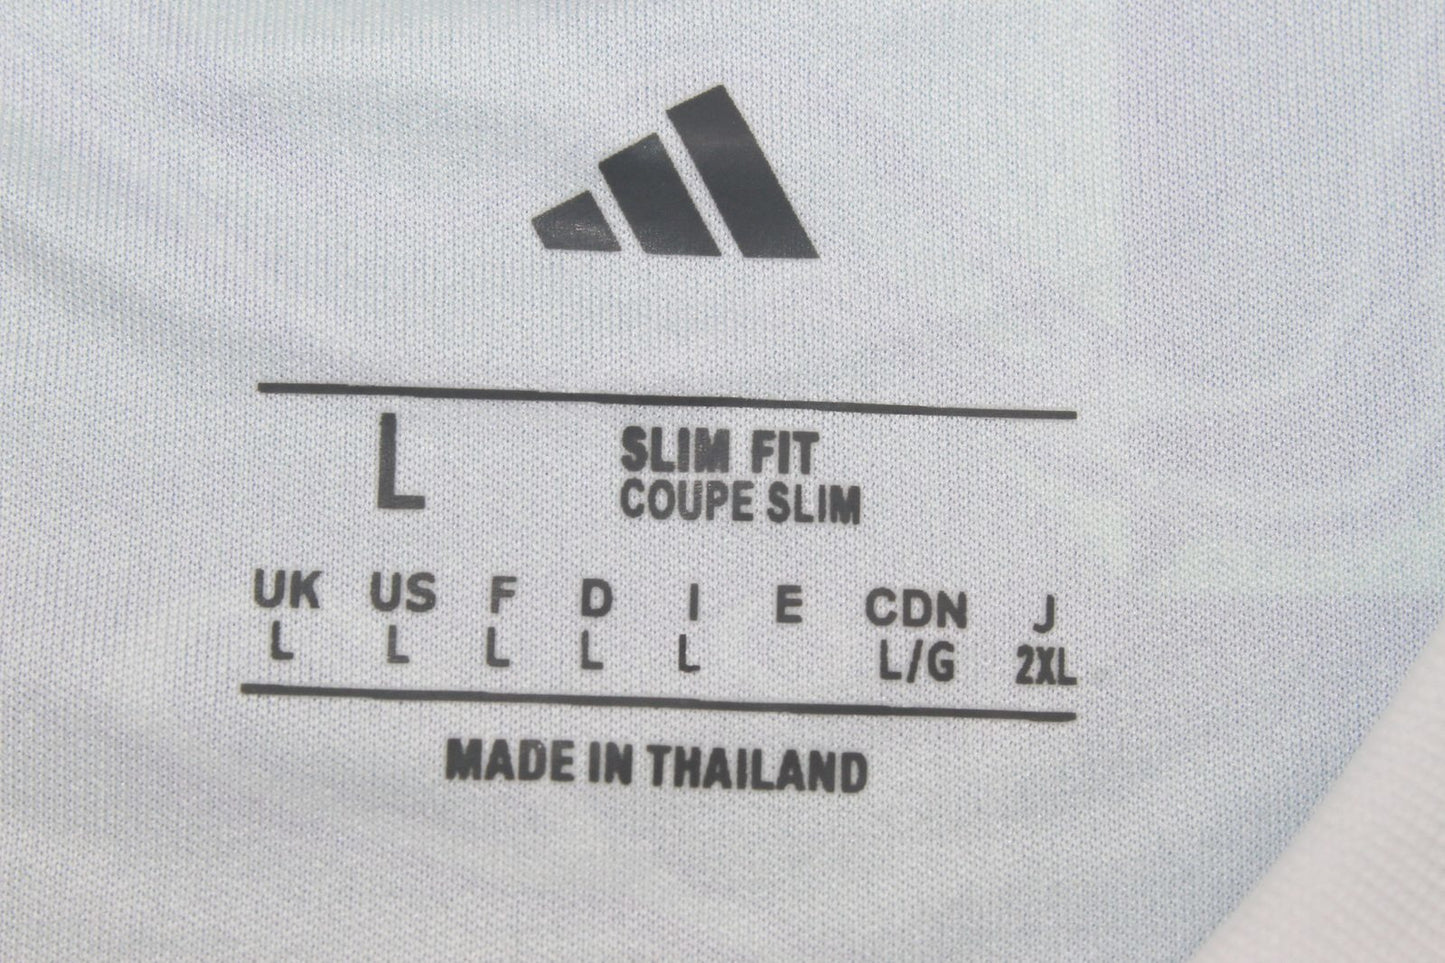 L SLIM FIT
COUPE SLIM
UK US F D I E CDN J
L L L L L L/G 2XL
MADE IN THAILAND